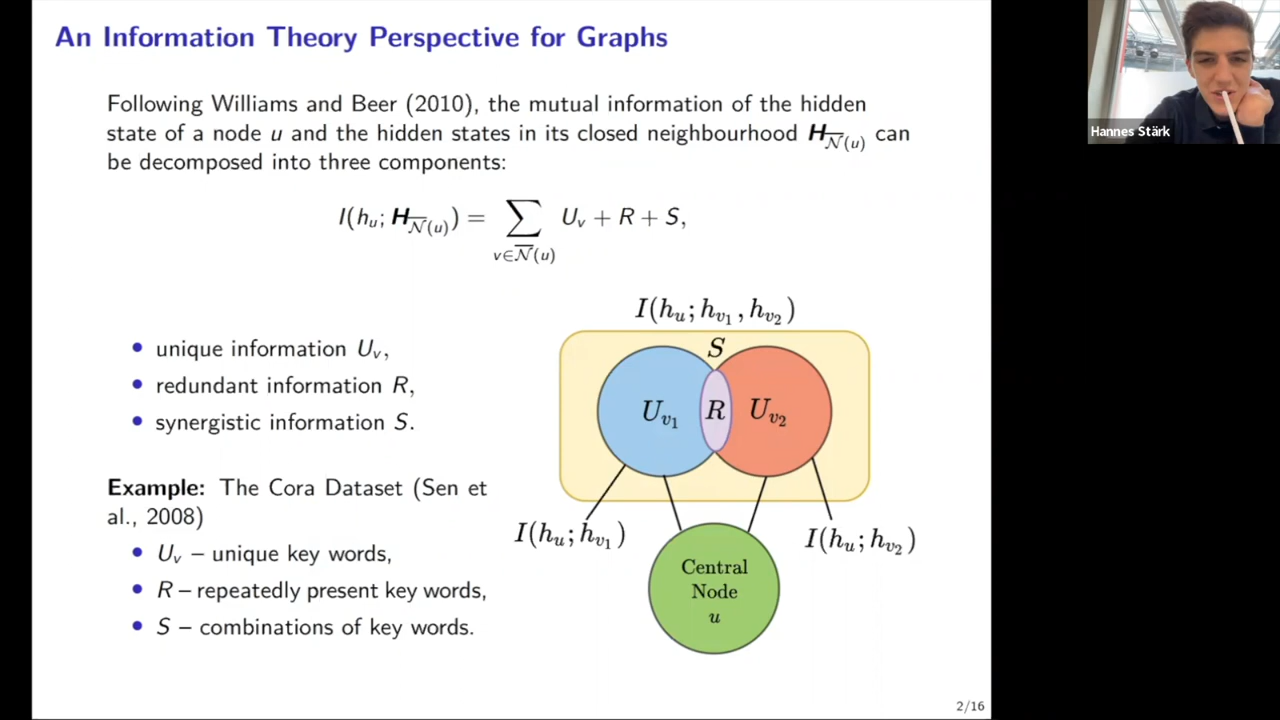 An Information Theory Perspective for Graphs
Hannes Stärk
Following Williams and Beer (2010), the mutual information of the hidden
state of a node u and the hidden states in its closed neighbourhood H_{\overline{\mathcal{N}}(u)} can
be decomposed into three components:
I(h_u; H_{\overline{\mathcal{N}}(u)}) = \sum_{v∈\overline{\mathcal{N}}(u)} U_v + R + S,
I(h_u; h_{v_1}, h_{v_2})
S
U_{v_1} R U_{v_2}
• unique information U_v,
• redundant information R,
• synergistic information S.
Example: The Cora Dataset (Sen et
al., 2008)
• U_v – unique key words,
• R – repeatedly present key words,
• S – combinations of key words.
I(h_u; h_{v_1})
I(h_u; h_{v_2})
Central
Node
u
2/16